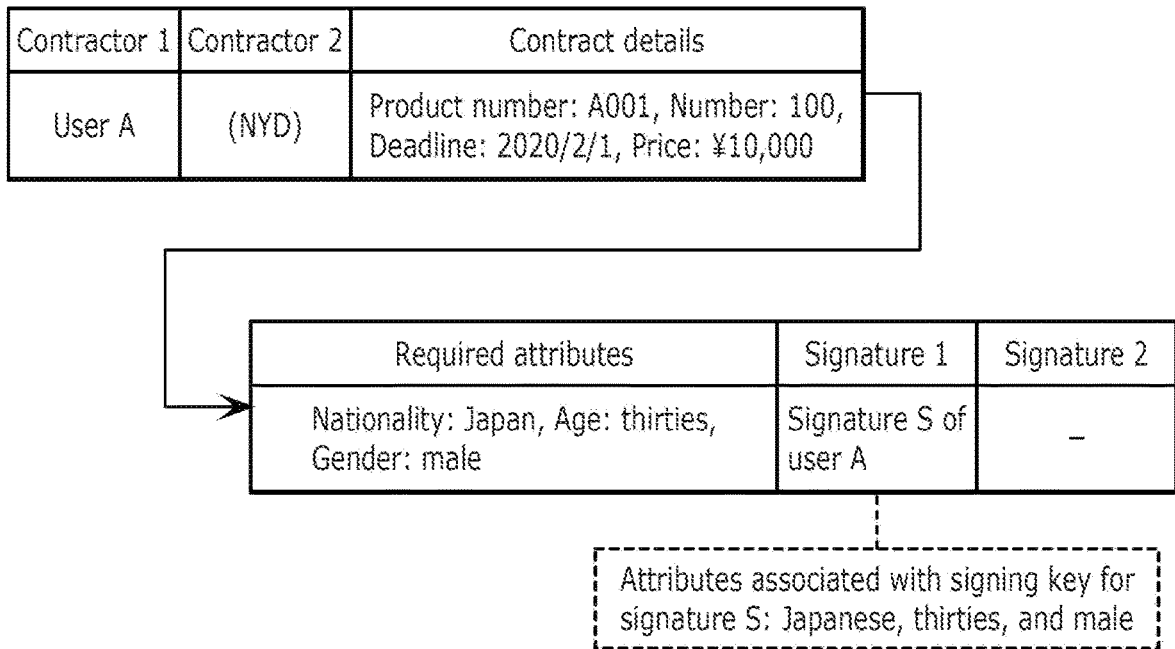 Contractor 1 Contractor 2 Contract details
User A (NYD) Product number: A001, Number: 100,
Deadline: 2020/2/1, Price: ¥10,000
Required attributes Signature 1 Signature 2
Nationality: Japan, Age: thirties,
Gender: male
Signature S of
user A
–
Attributes associated with signing key for
signature S: Japanese, thirties, and male